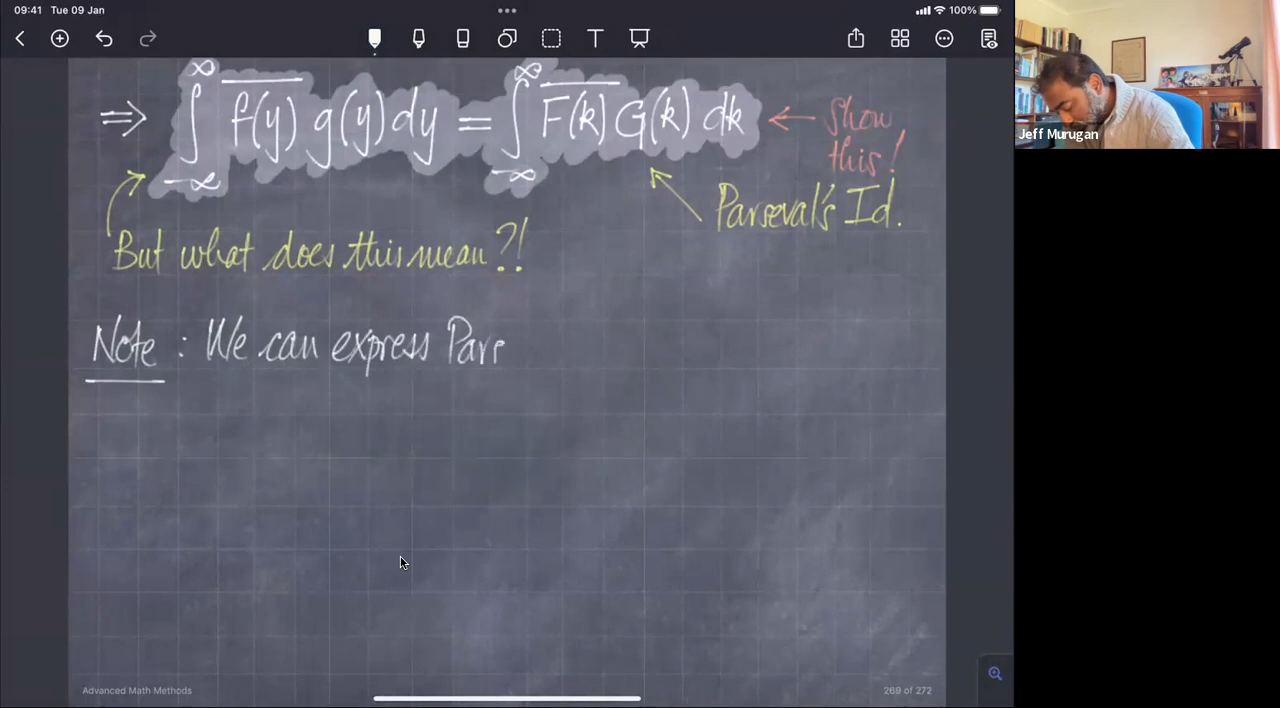 09:41 Tue 09 Jan
100%
⇒ ∫_{-∞}^{∞} \overline{f(y)} g(y) dy = ∫_{-∞}^{∞} \overline{F(k)} G(k) dk ← Show this!
Parseval's Id.
But what does this mean?!
Note : We can express Pars
Advanced Math Methods
269 of 272
Jeff Murugan